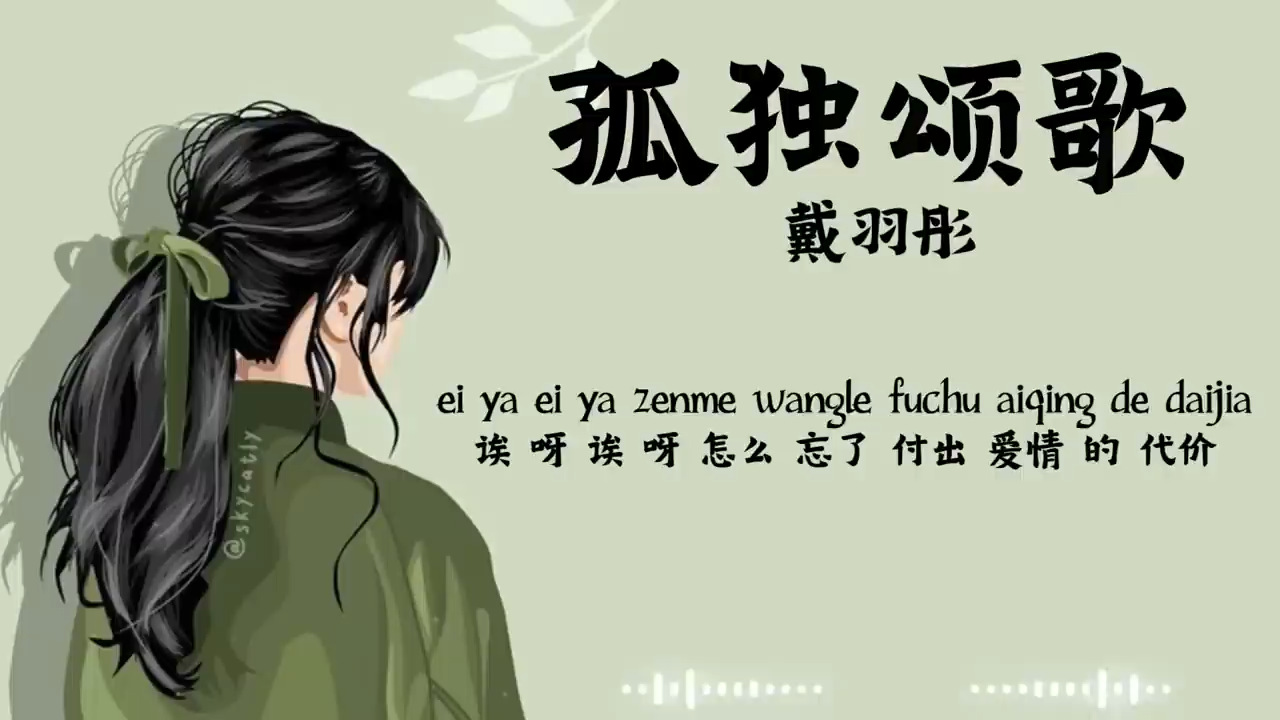 孤独颂歌
戴羽彤
ei ya ei ya zenme wangle fuchu aiqing de daijia
诶 呀 诶 呀 怎么 忘了 付出 爱情 的 代价
@skycatly